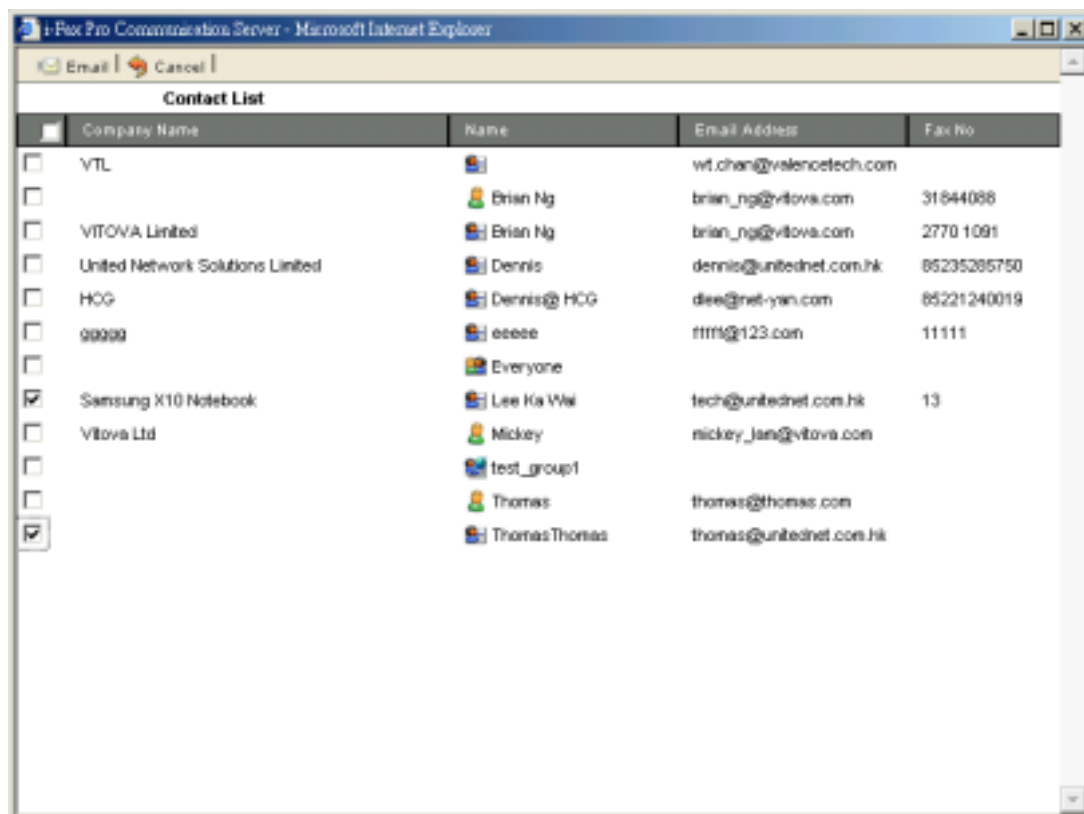 i-Fax Pro Communication Server - Microsoft Internet Explorer
Email | Cancel |
Contact List
Company Name Name Email Address Fax No
VTL wt.chan@valencetech.com
Brian Ng brian_ng@vitova.com 31844088
VITOVA Limited Brian Ng brian_ng@vitova.com 2770 1091
United Network Solutions Limited Dennis dennis@unitednet.com.hk 85235285750
HCG Dennis@ HCG dlee@net-yan.com 85221240019
ggggg eeeee 11111
Everyone
Samsung X10 Notebook Lee Ka Wai tech@unitednet.com.hk 13
Vitova Ltd Mickey mickey_lam@vitova.com
test_group1
Thomas thomas@thomas.com
ThomasThomas thomas@unitednet.com.hk